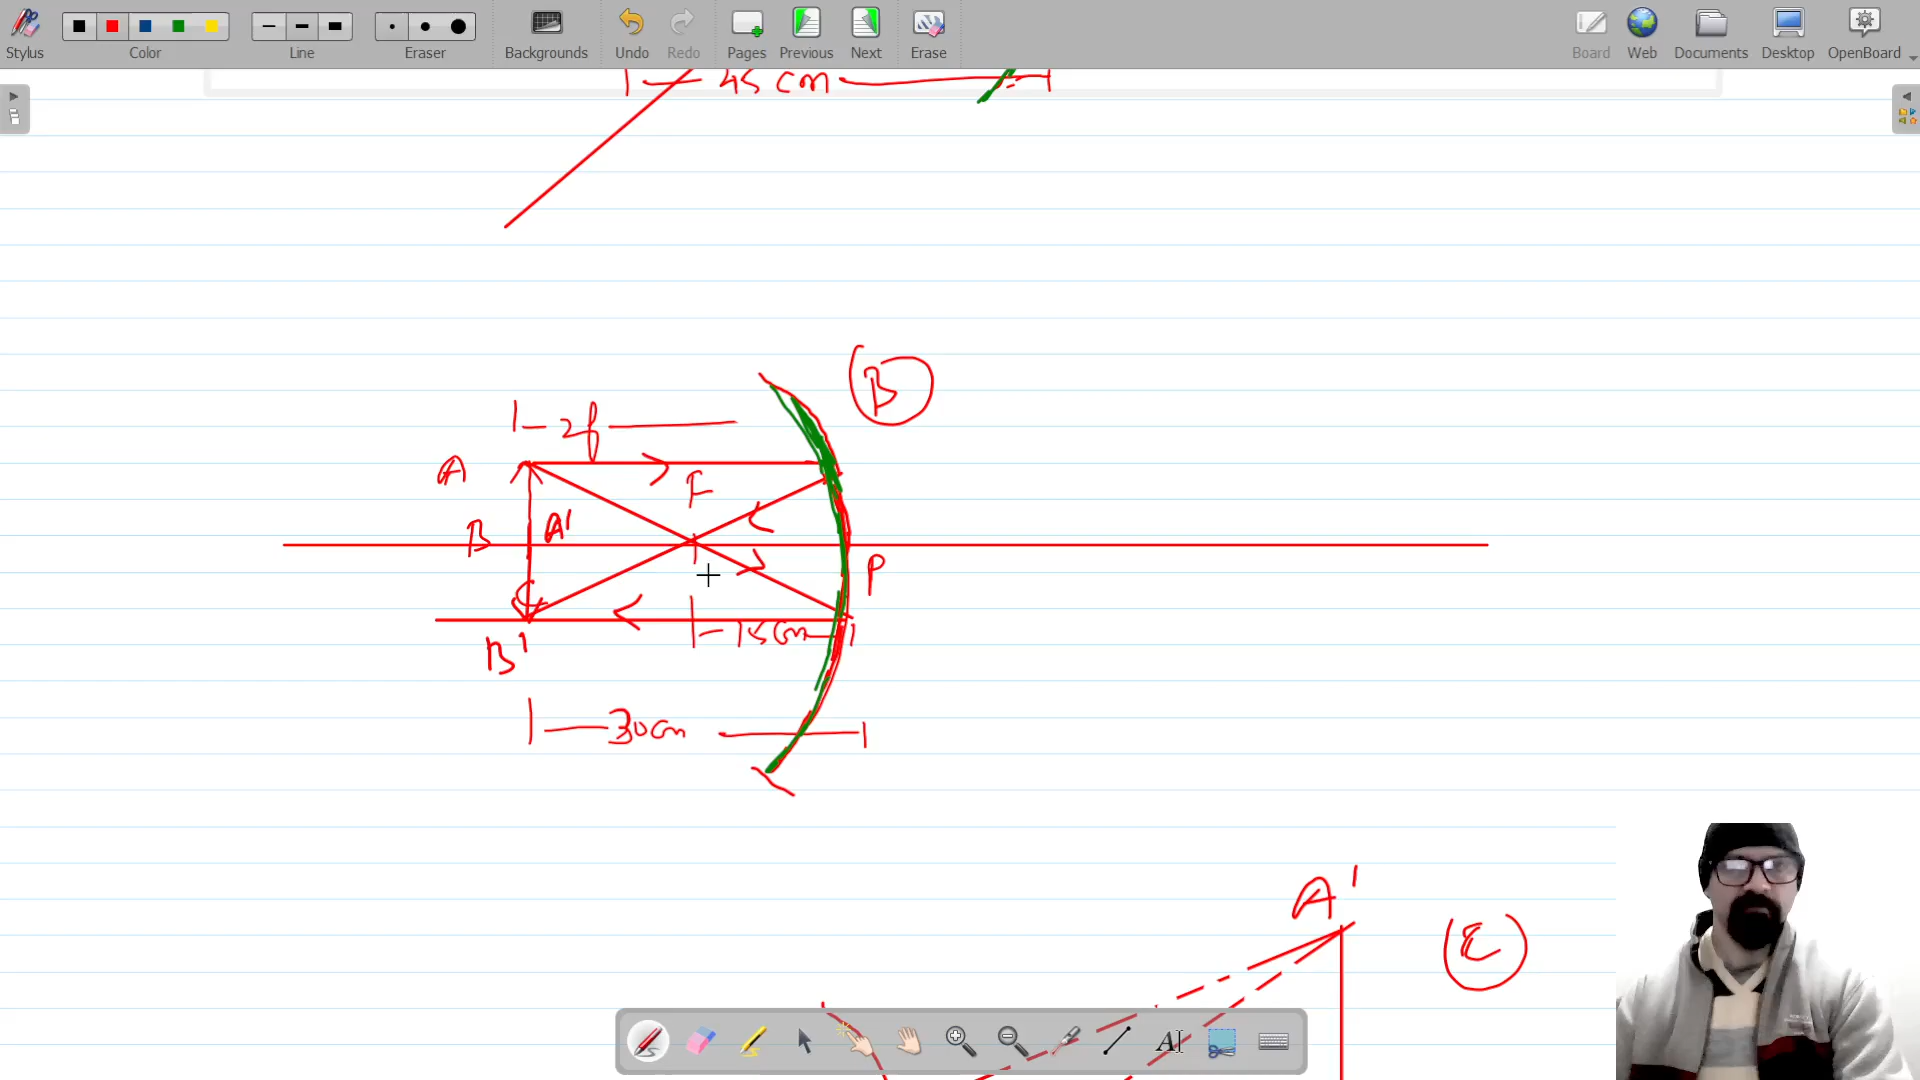 Stylus Color Line Eraser Backgrounds Undo Redo Pages Previous Next Erase Board Web Documents Desktop OpenBoard
45 cm
B
2f
A
F
B A'
P
15cm
B'
30cm
A'
E
AI